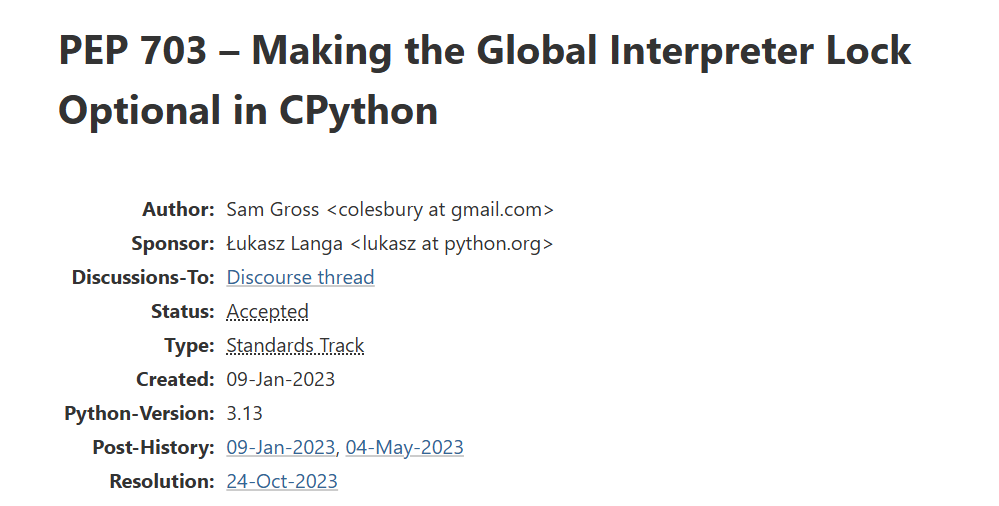 PEP 703 – Making the Global Interpreter Lock
Optional in CPython
Author: Sam Gross <colesbury at gmail.com>
Sponsor: Łukasz Langa <lukasz at python.org>
Discussions-To: Discourse thread
Status: Accepted
Type: Standards Track
Created: 09-Jan-2023
Python-Version: 3.13
Post-History: 09-Jan-2023, 04-May-2023
Resolution: 24-Oct-2023